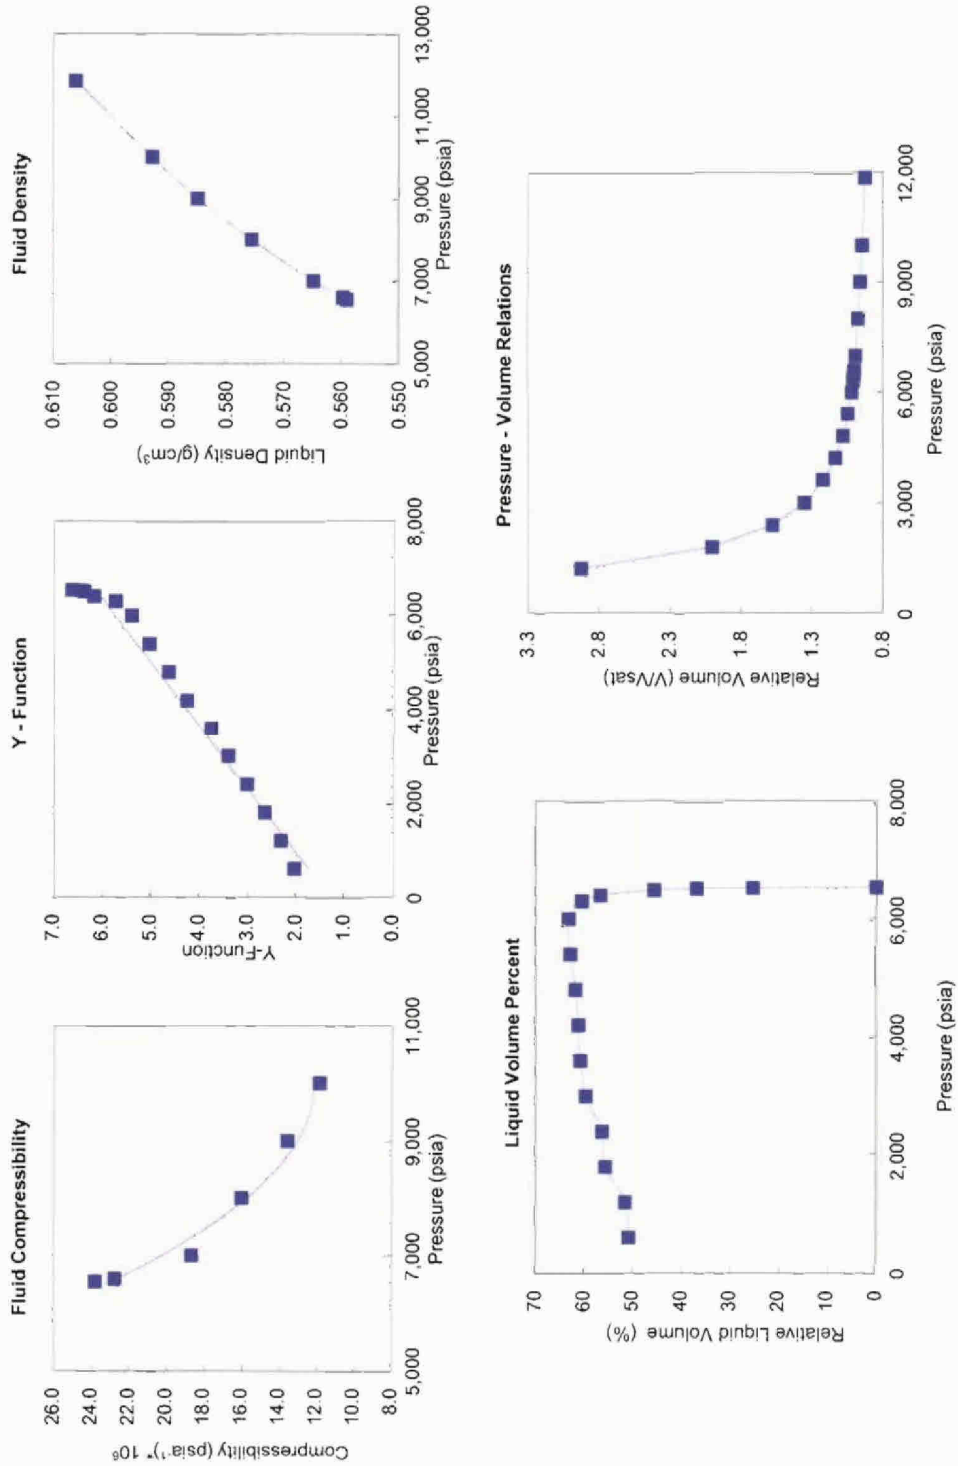 Fluid Compressibility
26.0
24.0
22.0
20.0
18.0
16.0
14.0
12.0
10.0
8.0
Compressibility (psia⁻¹)* 10⁶
5,000 7,000 9,000 11,000
Pressure (psia)
Y - Function
7.0
6.0
5.0
4.0
3.0
2.0
1.0
0.0
Y-Function
0 2,000 4,000 6,000 8,000
Pressure (psia)
Fluid Density
0.610
0.600
0.590
0.580
0.570
0.560
0.550
Liquid Density (g/cm³)
5,000 7,000 9,000 11,000 13,000
Pressure (psia)
Liquid Volume Percent
70
60
50
40
30
20
10
0
Relative Liquid Volume (%)
0 2,000 4,000 6,000 8,000
Pressure (psia)
Pressure - Volume Relations
3.3
2.8
2.3
1.8
1.3
0.8
Relative Volume (V/Vsat)
0 3,000 6,000 9,000 12,000
Pressure (psia)